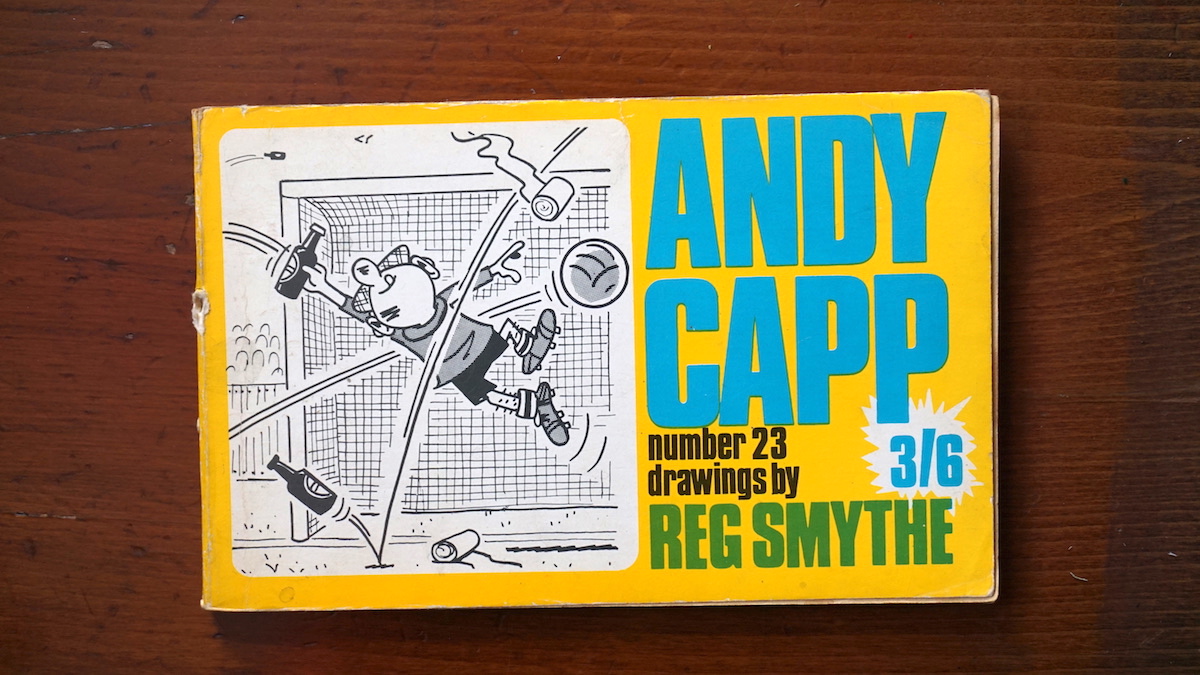 ANDY
CAPP
number 23
drawings by
3/6
REG SMYTHE